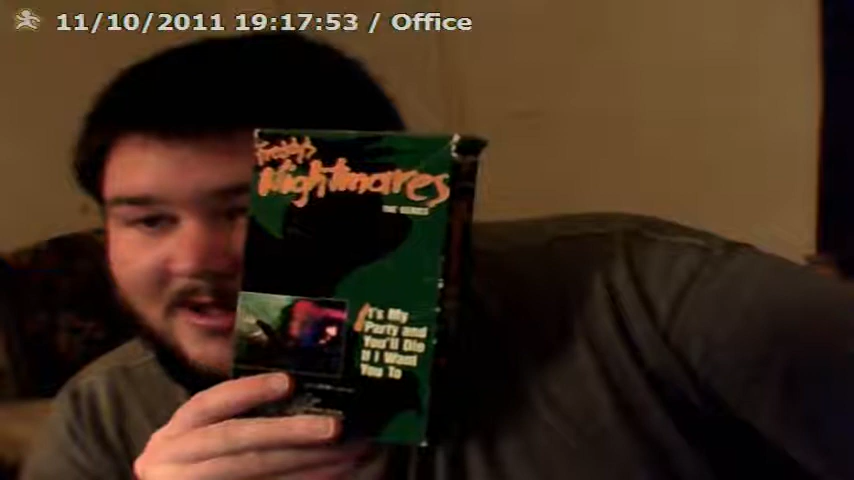 11/10/2011 19:17:53 / Office
Freddy's
Nightmares
THE SERIES
It's My
Party and
You'll Die
If I Want
You To